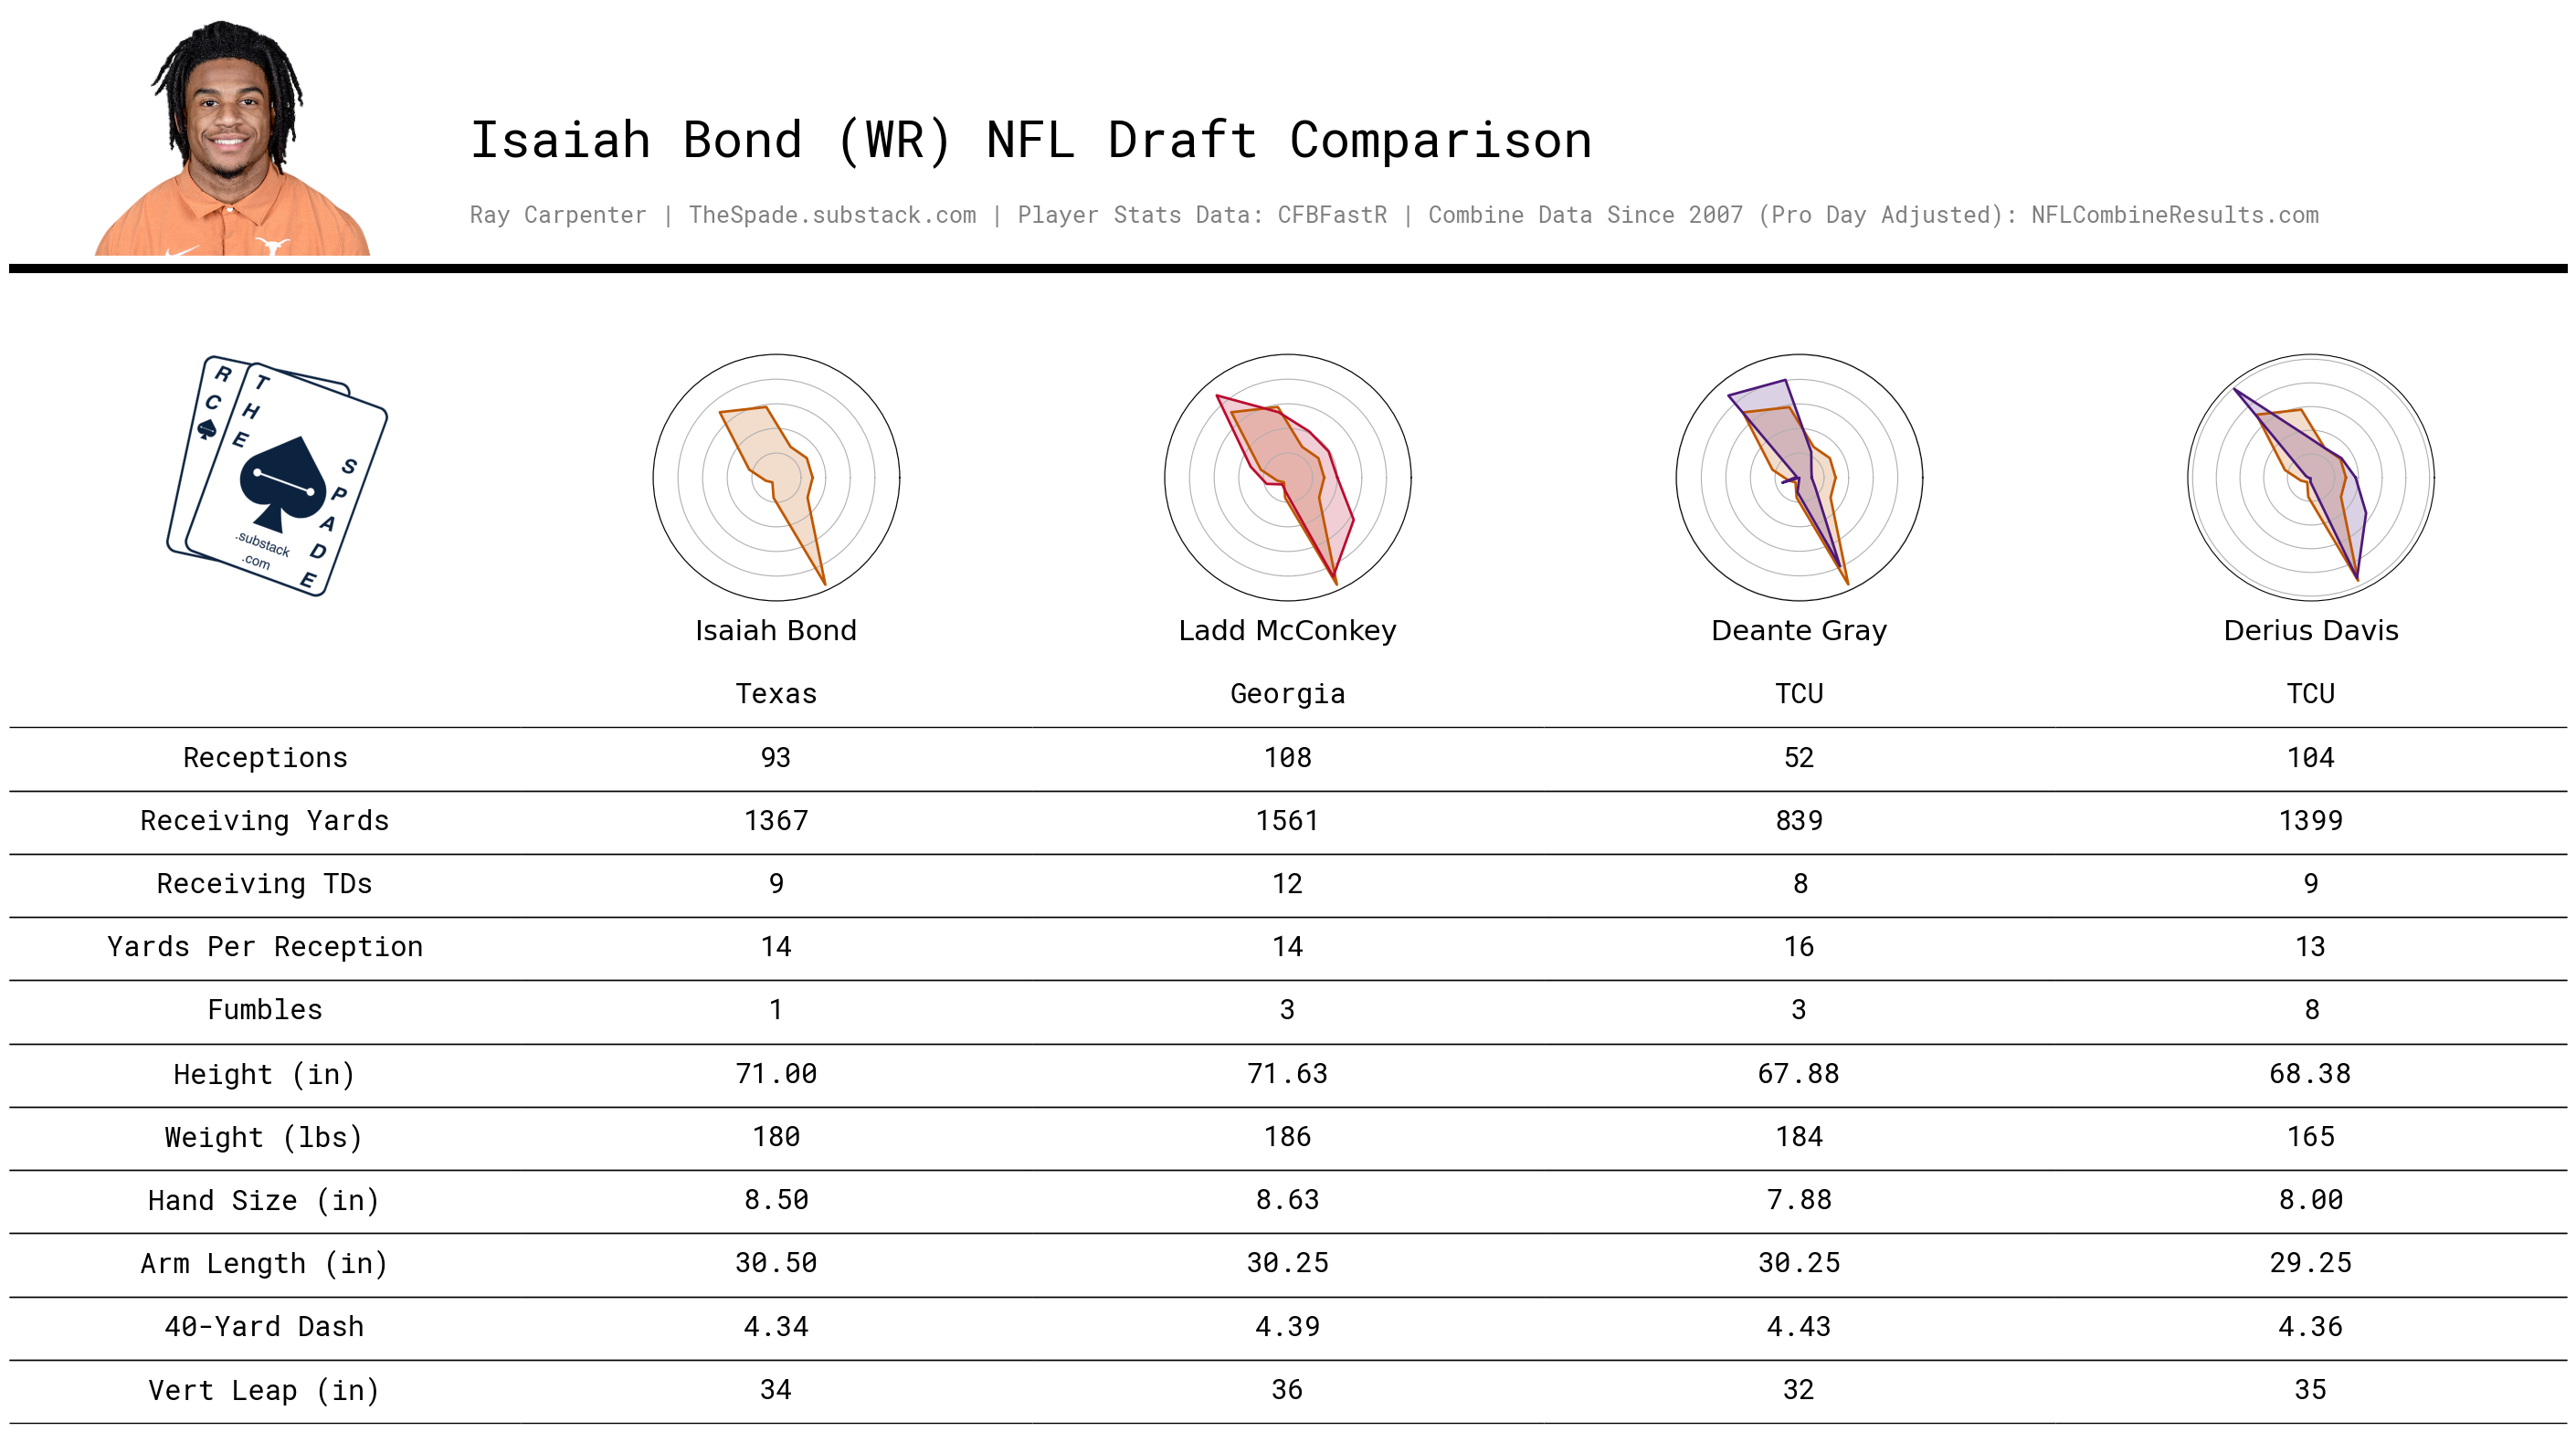 Isaiah Bond (WR) NFL Draft Comparison
Ray Carpenter | TheSpade.substack.com | Player Stats Data: CFBFastR | Combine Data Since 2007 (Pro Day Adjusted): NFLCombineResults.com
RC
THE
SPADE
.substack
.com
Isaiah Bond Ladd McConkey Deante Gray Derius Davis
Texas Georgia TCU TCU
Receptions 93 108 52 104
Receiving Yards 1367 1561 839 1399
Receiving TDs 9 12 8 9
Yards Per Reception 14 14 16 13
Fumbles 1 3 3 8
Height (in) 71.00 71.63 67.88 68.38
Weight (lbs) 180 186 184 165
Hand Size (in) 8.50 8.63 7.88 8.00
Arm Length (in) 30.50 30.25 30.25 29.25
40-Yard Dash 4.34 4.39 4.43 4.36
Vert Leap (in) 34 36 32 35